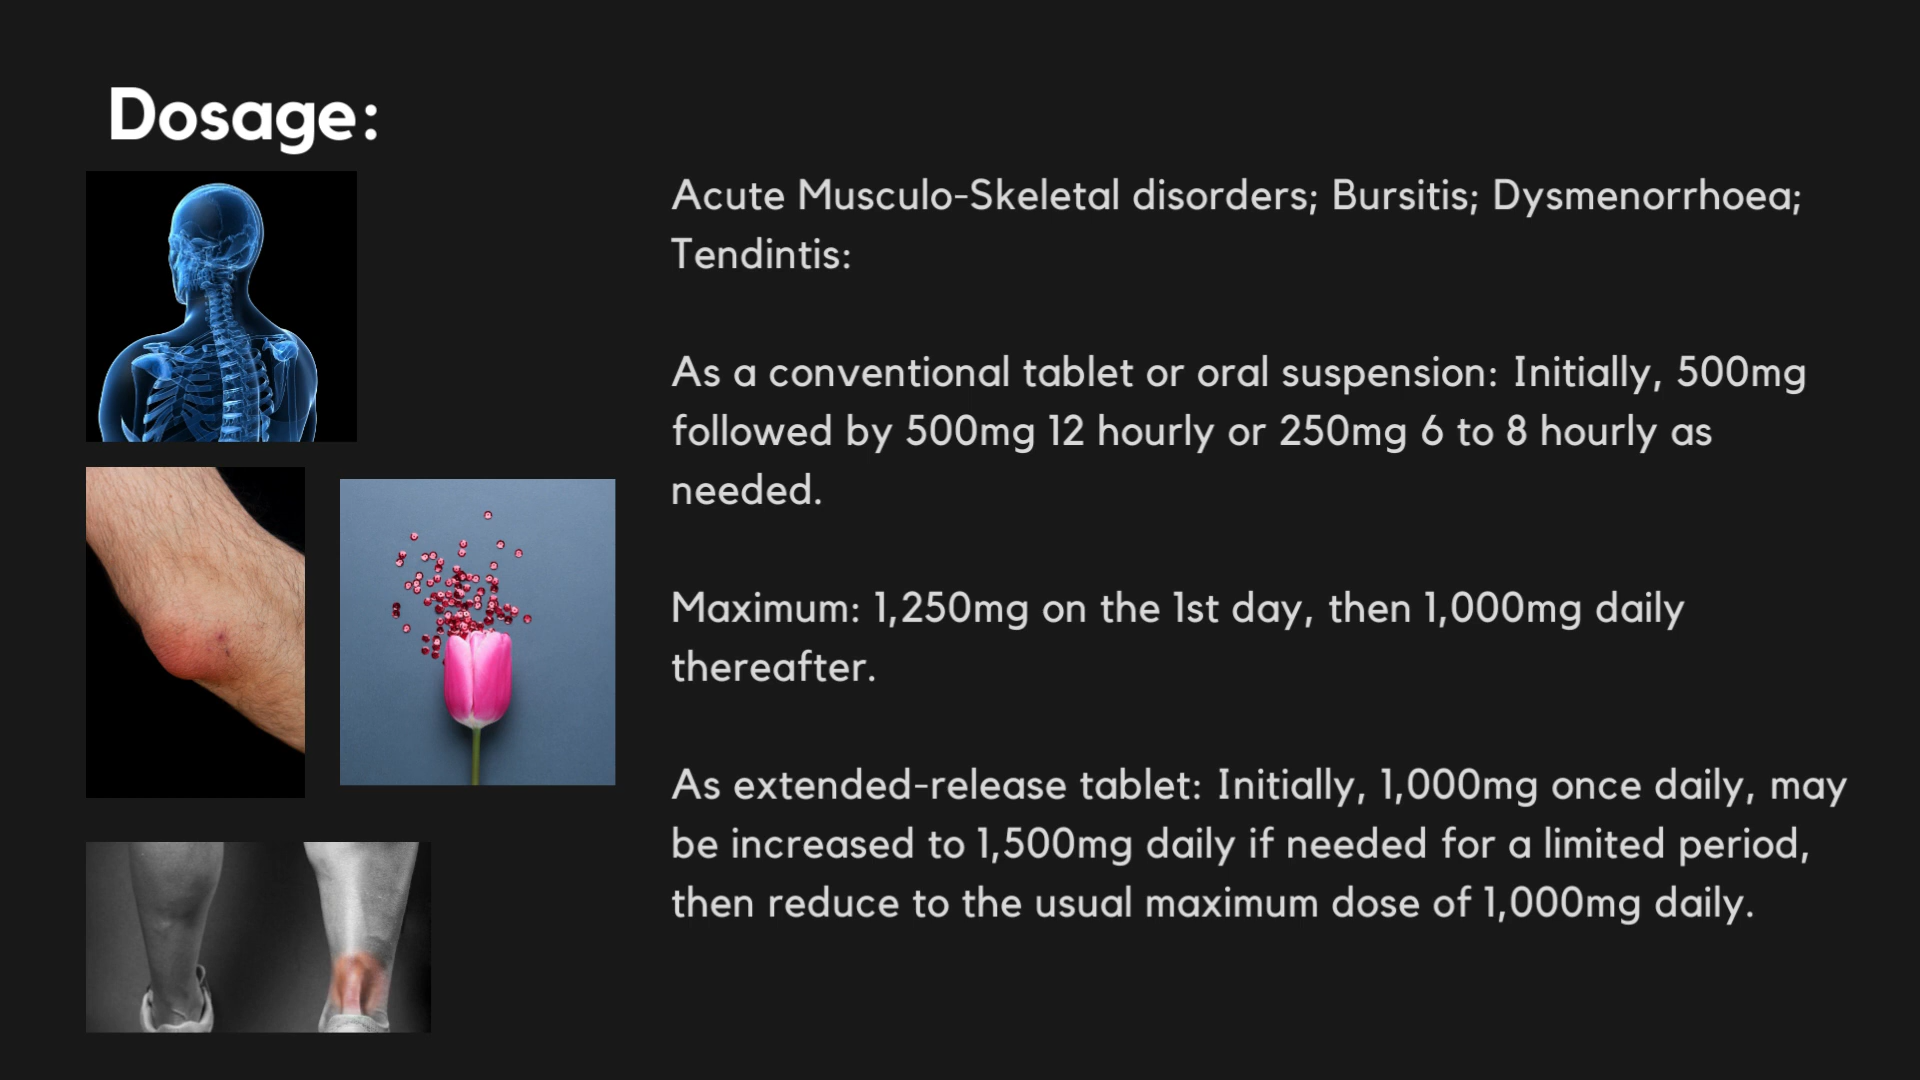 Dosage:
Acute Musculo-Skeletal disorders; Bursitis; Dysmenorrhoea;
Tendintis:
As a conventional tablet or oral suspension: Initially, 500mg
followed by 500mg 12 hourly or 250mg 6 to 8 hourly as
needed.
Maximum: 1,250mg on the 1st day, then 1,000mg daily
thereafter.
As extended-release tablet: Initially, 1,000mg once daily, may
be increased to 1,500mg daily if needed for a limited period,
then reduce to the usual maximum dose of 1,000mg daily.